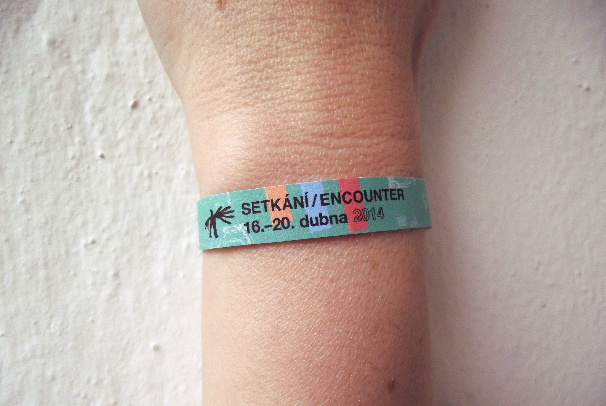 SETKÁNÍ/ENCOUNTER
16.–20. dubna 2014